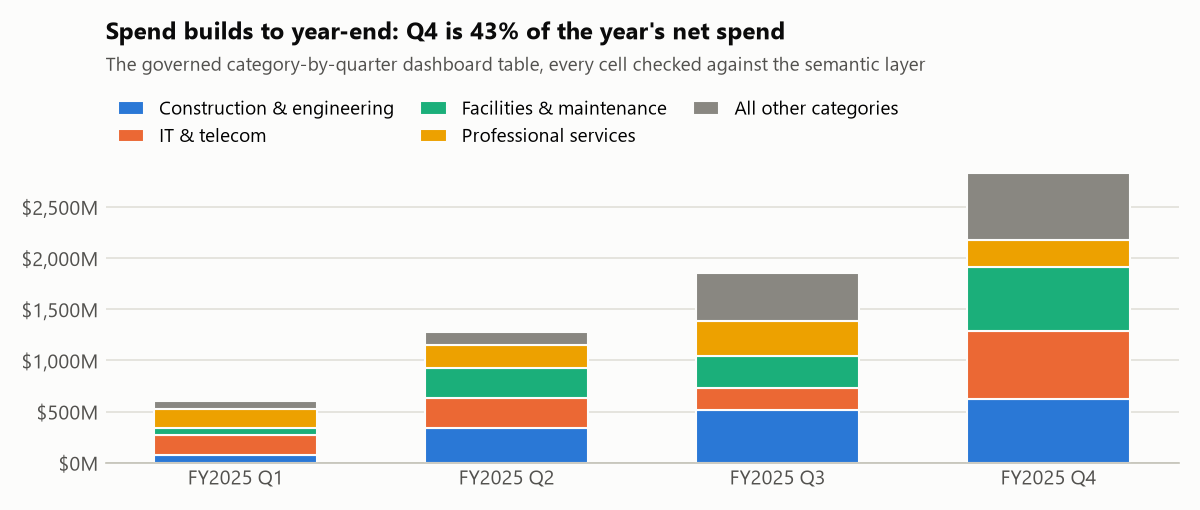 Spend builds to year-end: Q4 is 43% of the year's net spend
The governed category-by-quarter dashboard table, every cell checked against the semantic layer
Construction & engineering
Facilities & maintenance
All other categories
IT & telecom
Professional services
$2,500M
$2,000M
$1,500M
$1,000M
$500M
$0M
FY2025 Q1
FY2025 Q2
FY2025 Q3
FY2025 Q4